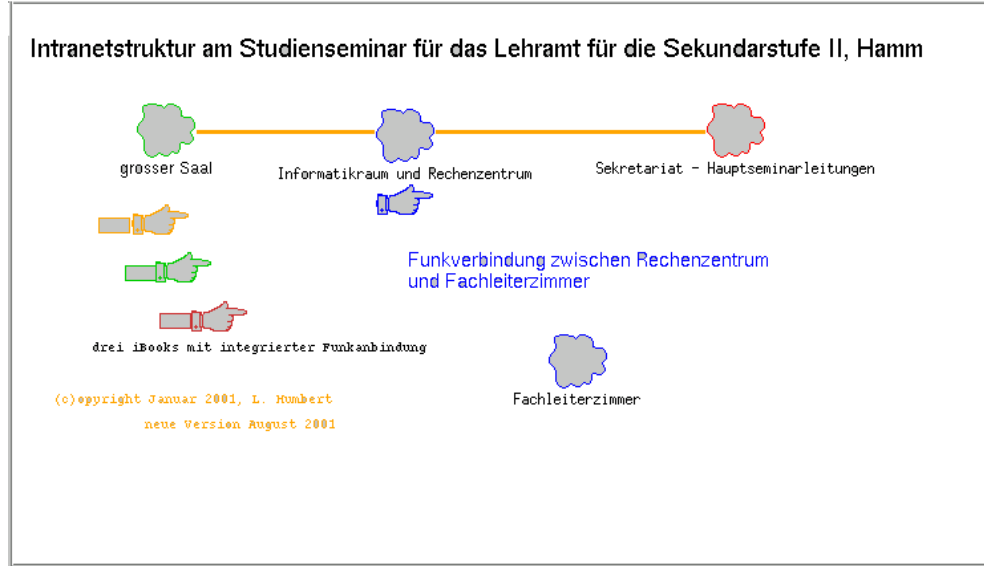 Intranetstruktur am Studienseminar für das Lehramt für die Sekundarstufe II, Hamm
grosser Saal
Informatikraum und Rechenzentrum
Sekretariat - Hauptseminarleitungen
Funkverbindung zwischen Rechenzentrum
und Fachleiterzimmer
drei iBooks mit integrierter Funkanbindung
Fachleiterzimmer
(c)opyright Januar 2001, L. Humbert
neue Version August 2001